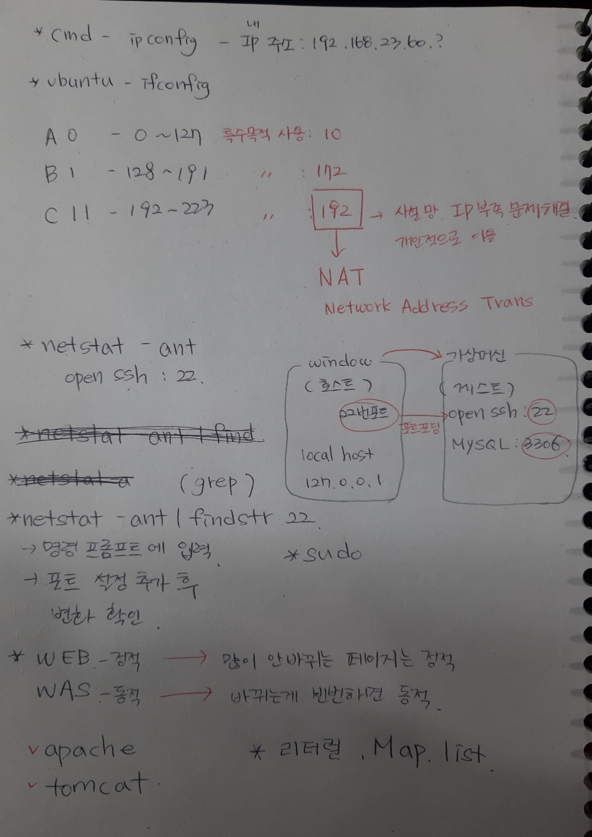 * cmd - ipconfig - 내 IP 주소 : 192.168.23.60.?
* ubuntu - ifconfig
A 0 - 0~127 특수목적 사용: 10
B 1 - 128~191 〃 : 172
C 11 - 192~223 〃 : 192 → 사설망. IP부족 문제해결.
개인적으로 이용
NAT
Network Address Trans
* netstat - ant
open ssh : 22.
window
(호스트)
22번포트
local host
127.0.0.1
포트포딩
가상머신
(게스트)
open ssh : 22
MySQL : 3306
*netstat ant | find
*netstat a (grep)
*netstat -ant | findstr 22
→ 명령 프롬프트에 입력
→ 포트 설정 추가 후
변화 확인.
*sudo
* WEB - 정적 → 많이 안바뀌는 페이지는 정적
WAS - 동적 → 바뀌는게 빈번하면 동적.
✓ apache
✓ tomcat
* 리터럴, Map. list.